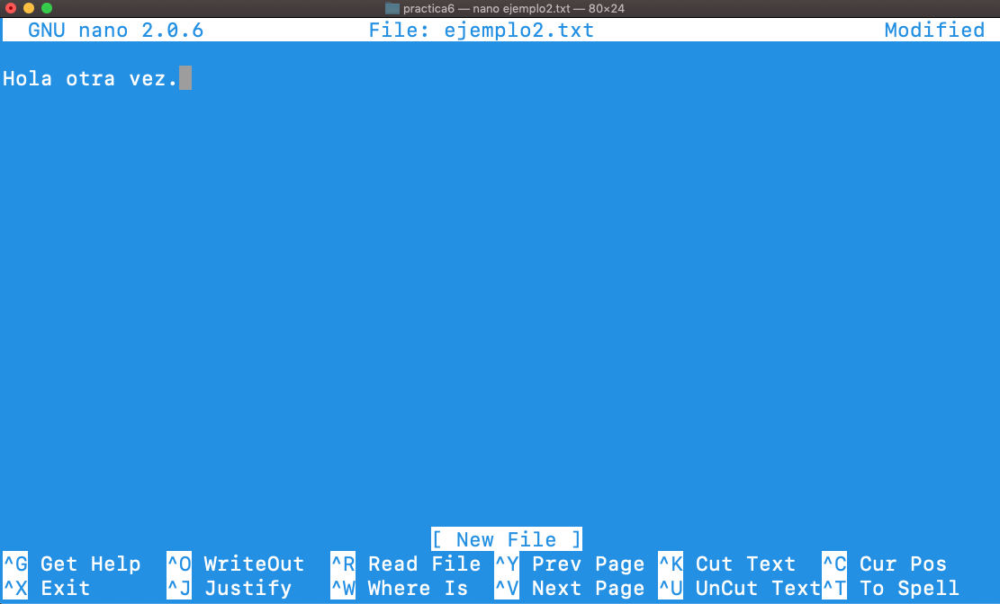 practica6 — nano ejemplo2.txt — 80×24
GNU nano 2.0.6 File: ejemplo2.txt Modified
Hola otra vez.
[ New File ]
^G Get Help ^O WriteOut ^R Read File ^Y Prev Page ^K Cut Text ^C Cur Pos
^X Exit ^J Justify ^W Where Is ^V Next Page ^U UnCut Text^T To Spell